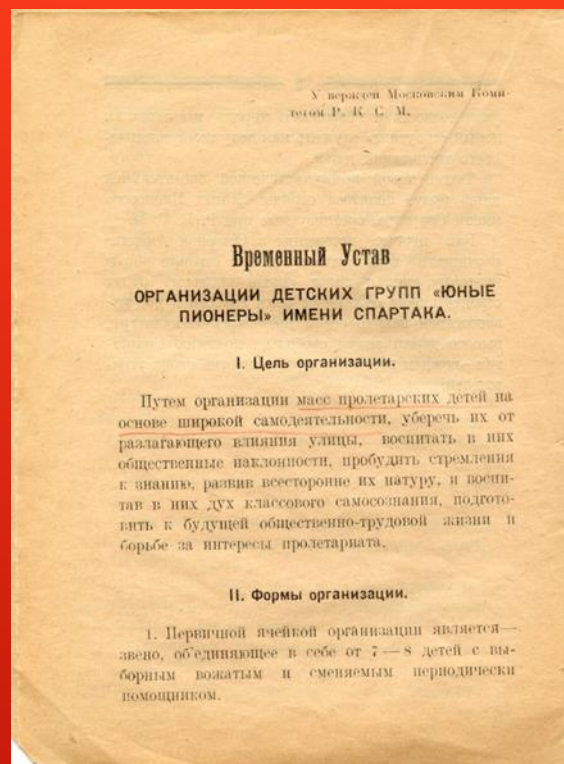 У вержден Московским Коми-
тетом Р. К. С. М.
Временный Устав
ОРГАНИЗАЦИИ ДЕТСКИХ ГРУПП «ЮНЫЕ
ПИОНЕРЫ» ИМЕНИ СПАРТАКА.
I. Цель организации.
Путем организации масс пролетарских детей на
основе широкой самодеятельности, уберечь их от
разлагающего влияния улицы, воспитать в них
общественные наклонности, пробудить стремления
к знанию, развив всесторонне их натуру, и воспи-
тав в них дух классового самосознания, подгото-
вить к будущей общественно-трудовой жизни и
борьбе за интересы пролетариата.
II. Формы организации.
1. Первичной ячейкой организации является—
звено, об'единяющее в себе от 7—8 детей с вы-
борным вожатым и сменяемым периодически
помощником.